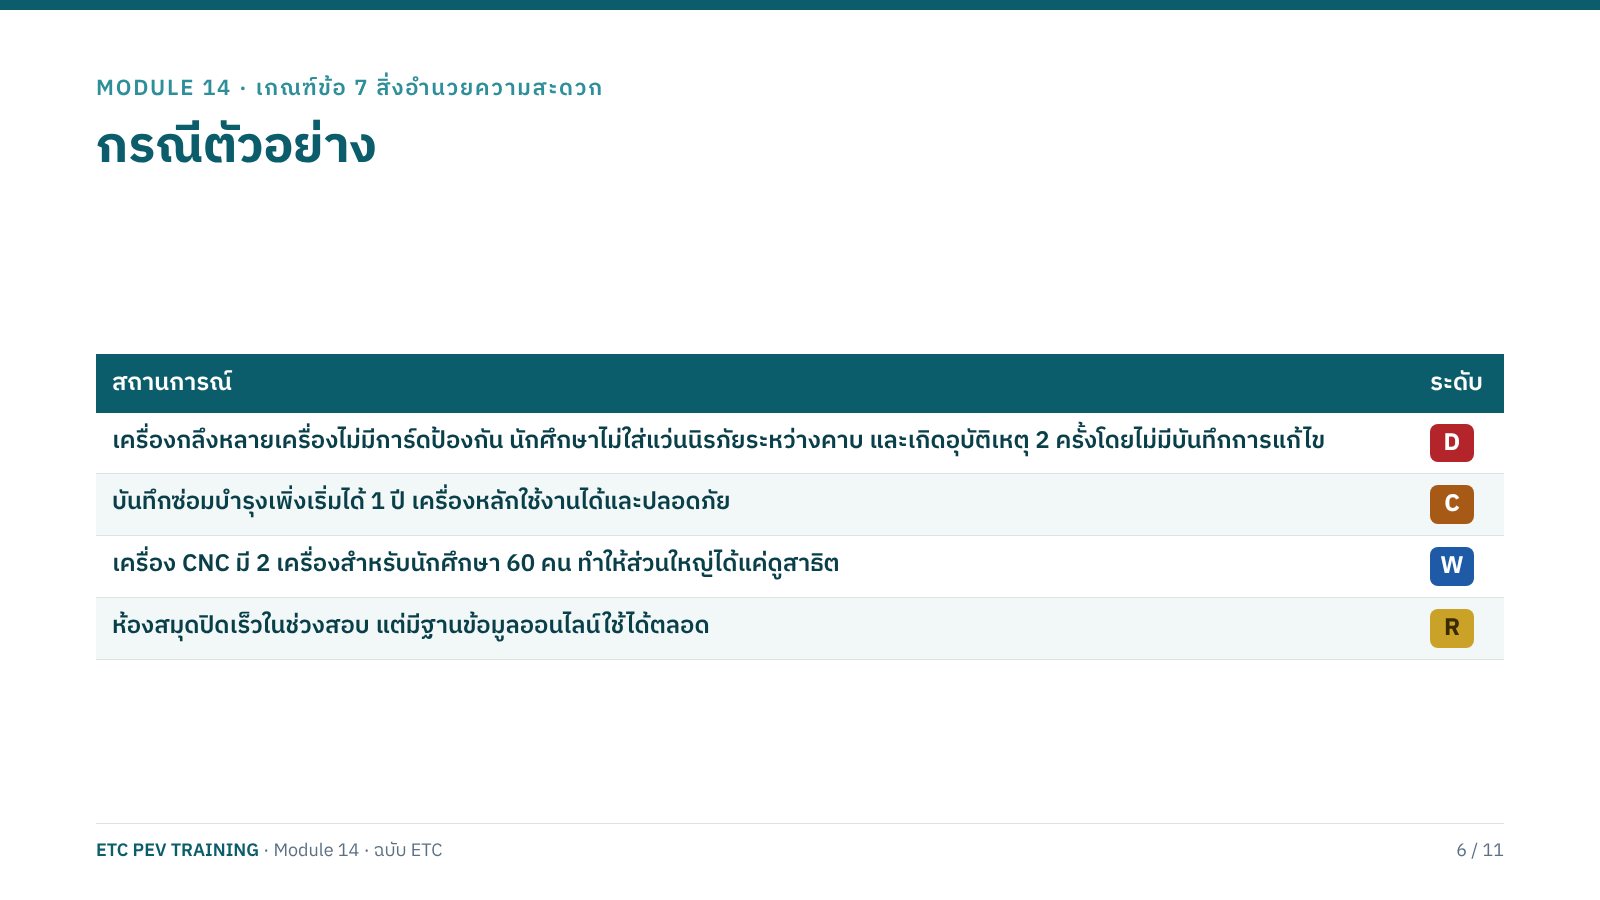 MODULE 14 · เกณฑ์ข้อ 7 สิ่งอำนวยความสะดวก
กรณีตัวอย่าง
สถานการณ์ ระดับ
เครื่องกลึงหลายเครื่องไม่มีการ์ดป้องกัน นักศึกษาไม่ใส่แว่นนิรภัยระหว่างคาบ และเกิดอุบัติเหตุ 2 ครั้งโดยไม่มีบันทึกการแก้ไข D
บันทึกซ่อมบำรุงเพิ่งเริ่มได้ 1 ปี เครื่องหลักใช้งานได้และปลอดภัย C
เครื่อง CNC มี 2 เครื่องสำหรับนักศึกษา 60 คน ทำให้ส่วนใหญ่ได้แค่ดูสาธิต W
ห้องสมุดปิดเร็วในช่วงสอบ แต่มีฐานข้อมูลออนไลน์ใช้ได้ตลอด R
ETC PEV TRAINING · Module 14 · ฉบับ ETC 6 / 11